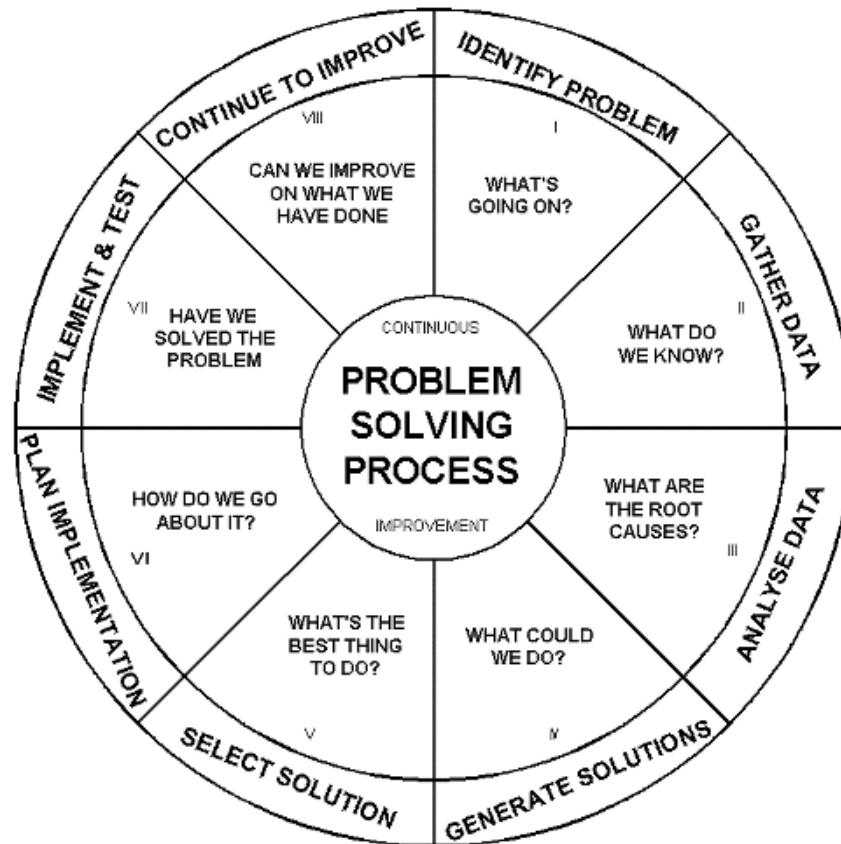 IDENTIFY PROBLEM
I
WHAT'S
GOING ON?
GATHER DATA
II
WHAT DO
WE KNOW?
ANALYSE DATA
III
WHAT ARE
THE ROOT
CAUSES?
GENERATE SOLUTIONS
IV
WHAT COULD
WE DO?
SELECT SOLUTION
V
WHAT'S THE
BEST THING
TO DO?
PLAN IMPLEMENTATION
VI
HOW DO WE GO
ABOUT IT?
IMPLEMENT & TEST
VII
HAVE WE
SOLVED THE
PROBLEM
CONTINUE TO IMPROVE
VIII
CAN WE IMPROVE
ON WHAT WE
HAVE DONE
CONTINUOUS
PROBLEM
SOLVING
PROCESS
IMPROVEMENT